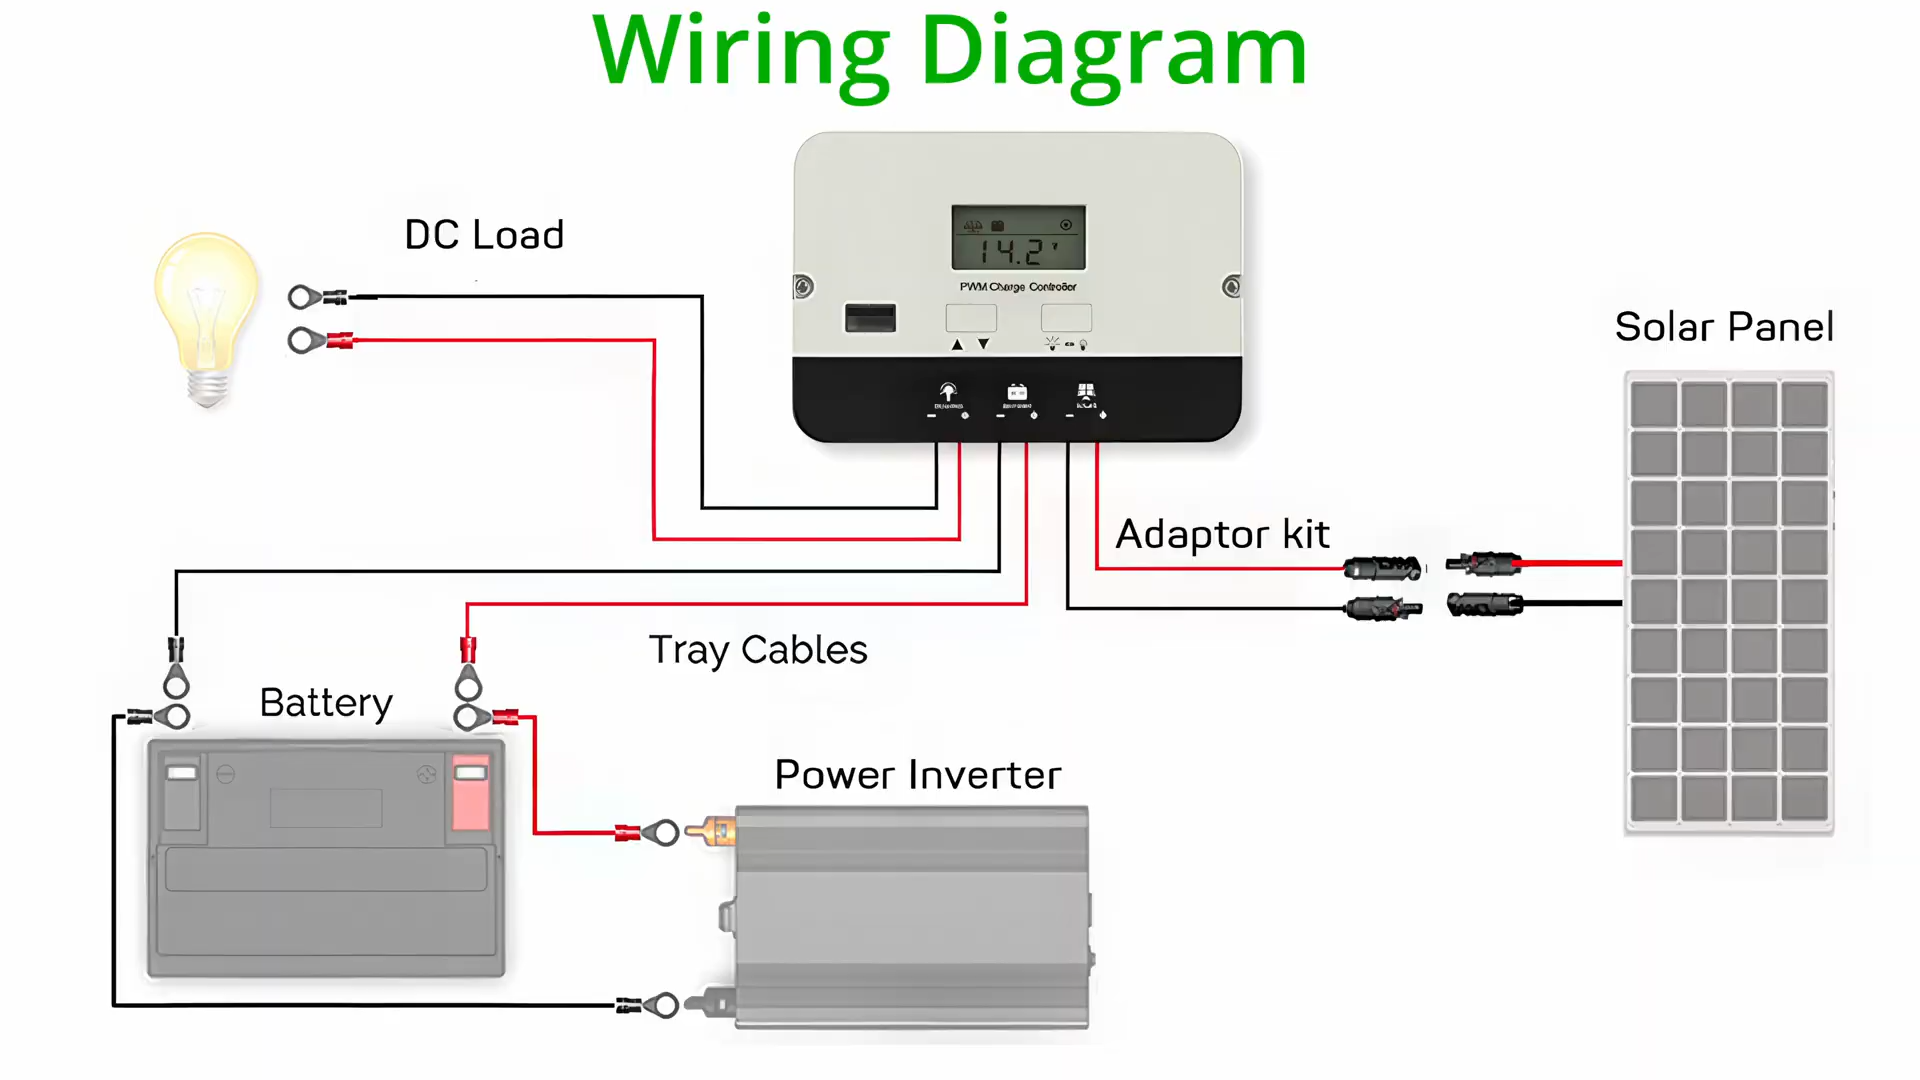 Wiring Diagram
DC Load
14.2
PWM Charge Controller
Solar Panel
Adaptor kit
Tray Cables
Battery
Power Inverter